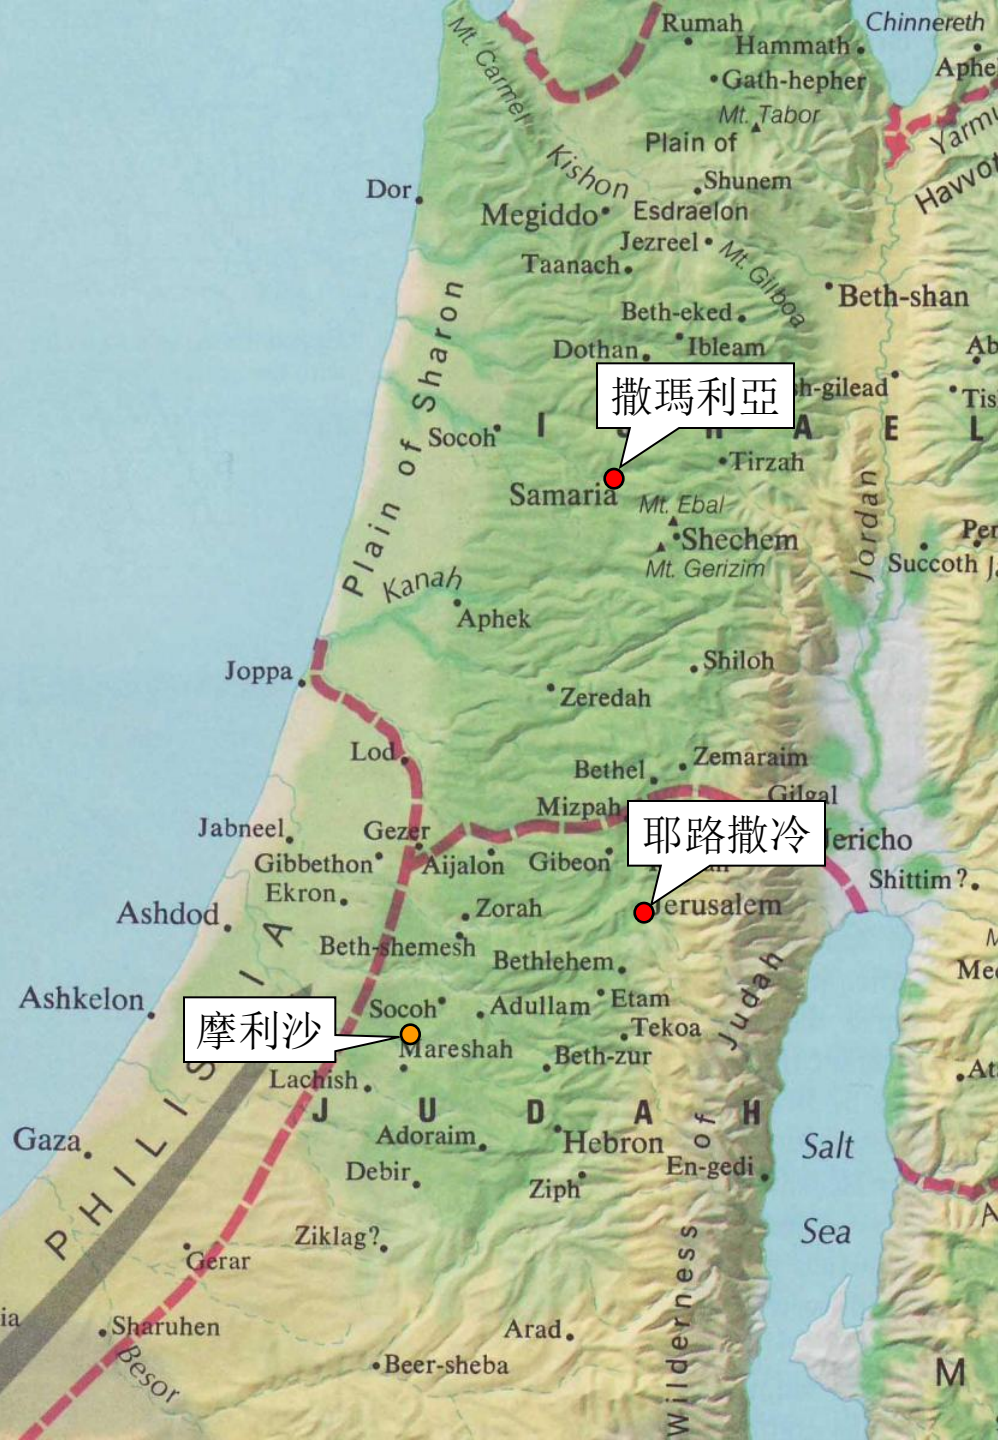 Rumah
Chinnereth
Mt. Carmel
Hammath
Gath-hepher
Mt. Tabor
Plain of
Esdraelon
Kishon
Shunem
Dor
Megiddo
Jezreel
Mt. Gilboa
Taanach
Beth-shan
Beth-eked
Ibleam
Dothan
撒瑪利亞
sh-gilead
Plain of Sharon
Socoh
I S R A E L
Tirzah
Samaria
Mt. Ebal
Shechem
Mt. Gerizim
Jordan
Succoth
Kanah
Aphek
Shiloh
Joppa
Zeredah
Lod
Zemaraim
Bethel
Gilgal
Mizpah
耶路撒冷
Jabneel
Gezer
Jericho
Gibbethon
Aijalon
Gibeon
Shittim?
Ekron
Jerusalem
Zorah
Ashdod
Beth-shemesh
Bethlehem
Ashkelon
Socoh
Adullam
Etam
摩利沙
Tekoa
Mareshah
Beth-zur
Lachish
J U D A H
PHILISTIA
Gaza
Adoraim
Hebron
Salt
Sea
En-gedi
Debir
Ziph
Wilderness of Judah
Ziklag?
Gerar
Sharuhen
Arad
Besor
Beer-sheba
M